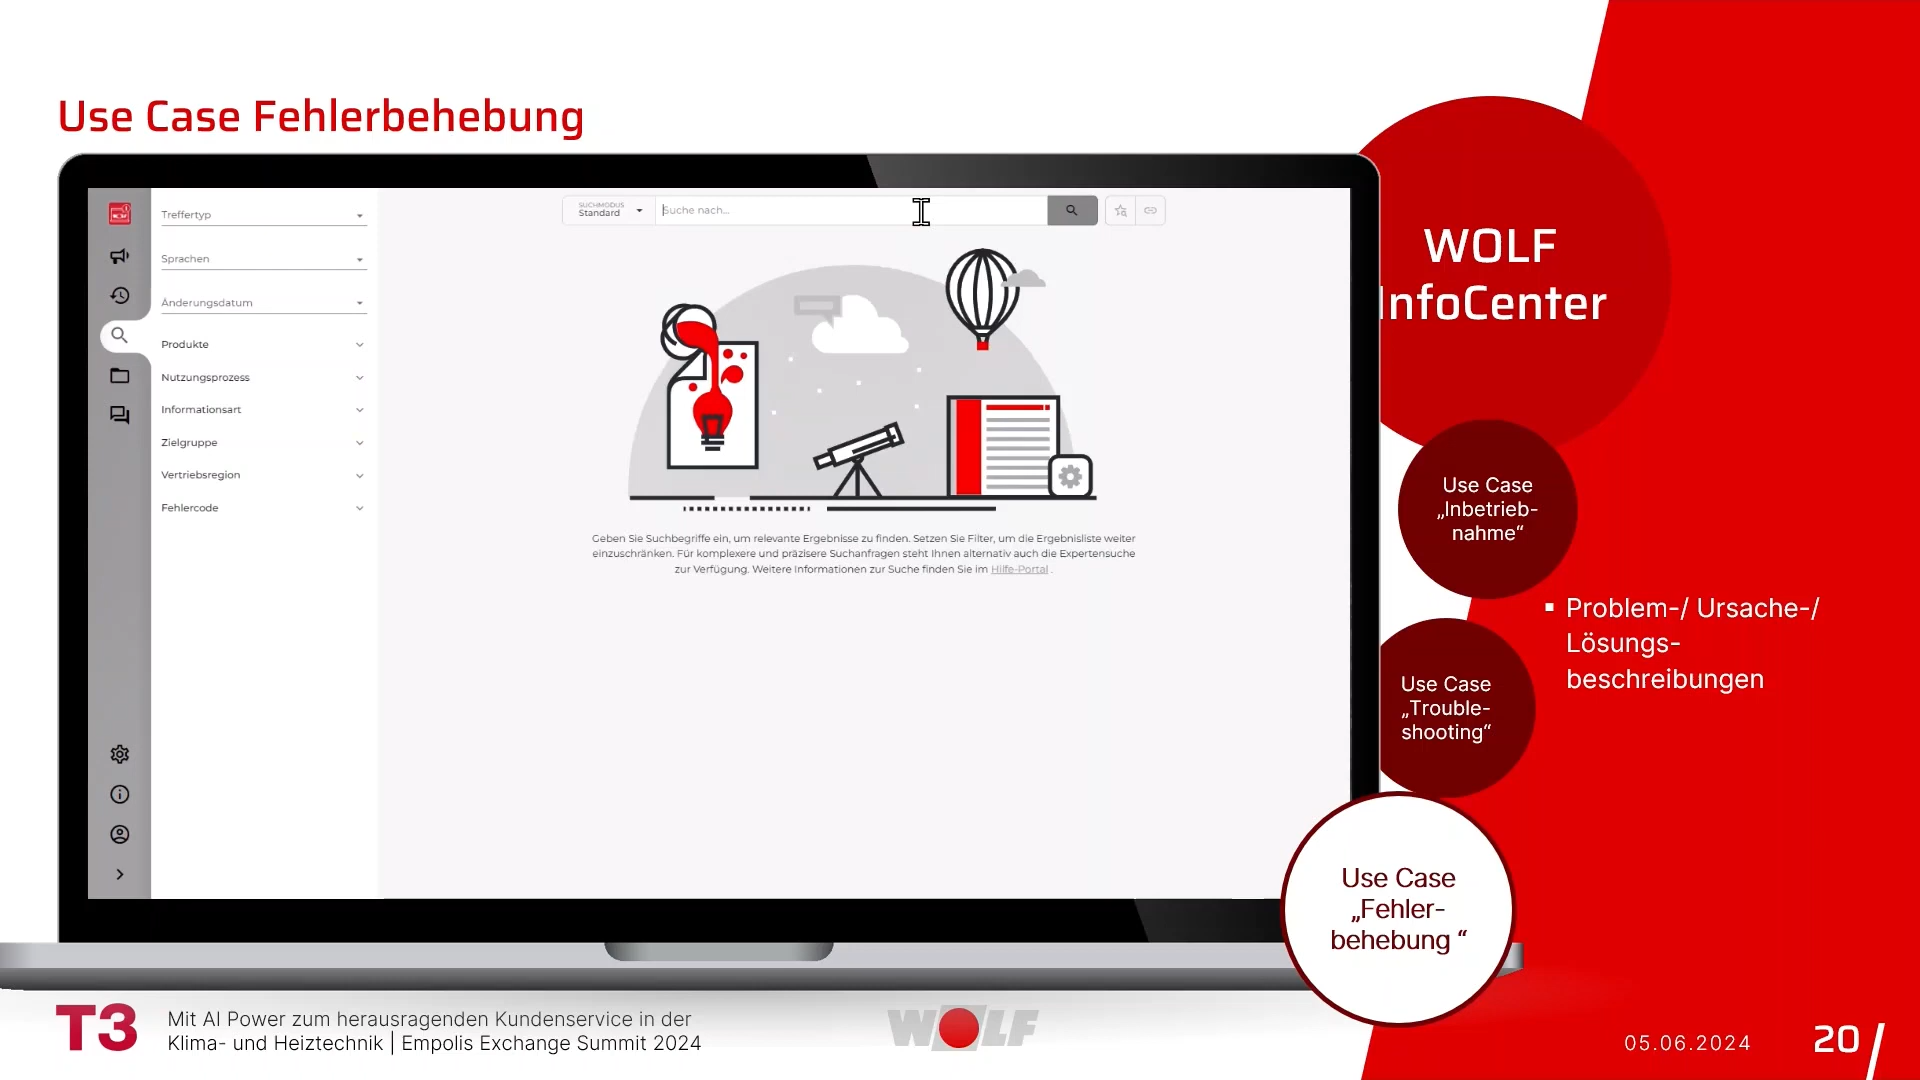 Use Case Fehlerbehebung
Treffertyp
Sprachen
Änderungsdatum
Produkte
Nutzungsprozess
Informationsart
Zielgruppe
Vertriebsregion
Fehlercode
SUCHMODUS
Standard
Suche nach...
Geben Sie Suchbegriffe ein, um relevante Ergebnisse zu finden. Setzen Sie Filter, um die Ergebnisliste weiter
einzuschränken. Für komplexere und präzisere Suchanfragen steht Ihnen alternativ auch die Expertensuche
zur Verfügung. Weitere Informationen zur Suche finden Sie im Hilfe-Portal .
WOLF
InfoCenter
Use Case
„Inbetrieb-
nahme“
Use Case
„Trouble-
shooting“
Use Case
„Fehler-
behebung “
▪ Problem-/ Ursache-/
Lösungs-
beschreibungen
T3
Mit AI Power zum herausragenden Kundenservice in der
Klima- und Heiztechnik | Empolis Exchange Summit 2024
WOLF
05.06.2024
20 /